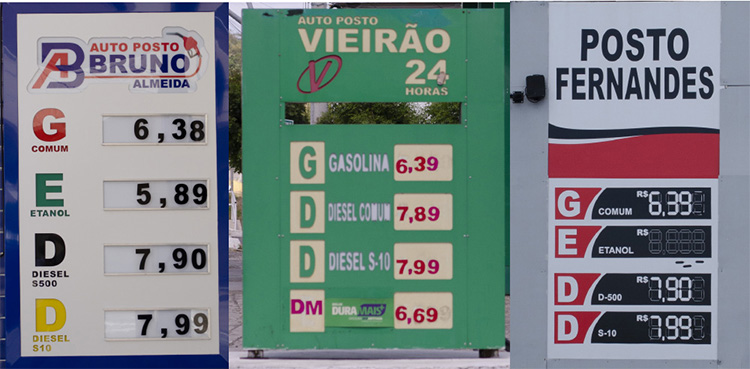 AUTO POSTO
AB BRUNO
ALMEIDA
G 6,38
COMUM
E 5,89
ETANOL
D 7,90
DIESEL
S500
D 7,99
DIESEL
S10
AUTO POSTO
VIEIRÃO
V 24
HORAS
G GASOLINA 6,39
D DIESEL COMUM 7,89
D DIESEL S-10 7,99
DM DURAMAIS+ 6,69
POSTO
FERNANDES
G COMUM R$ 6,39
E ETANOL R$
D D-500 R$ 7,90
D S-10 R$ 7,99